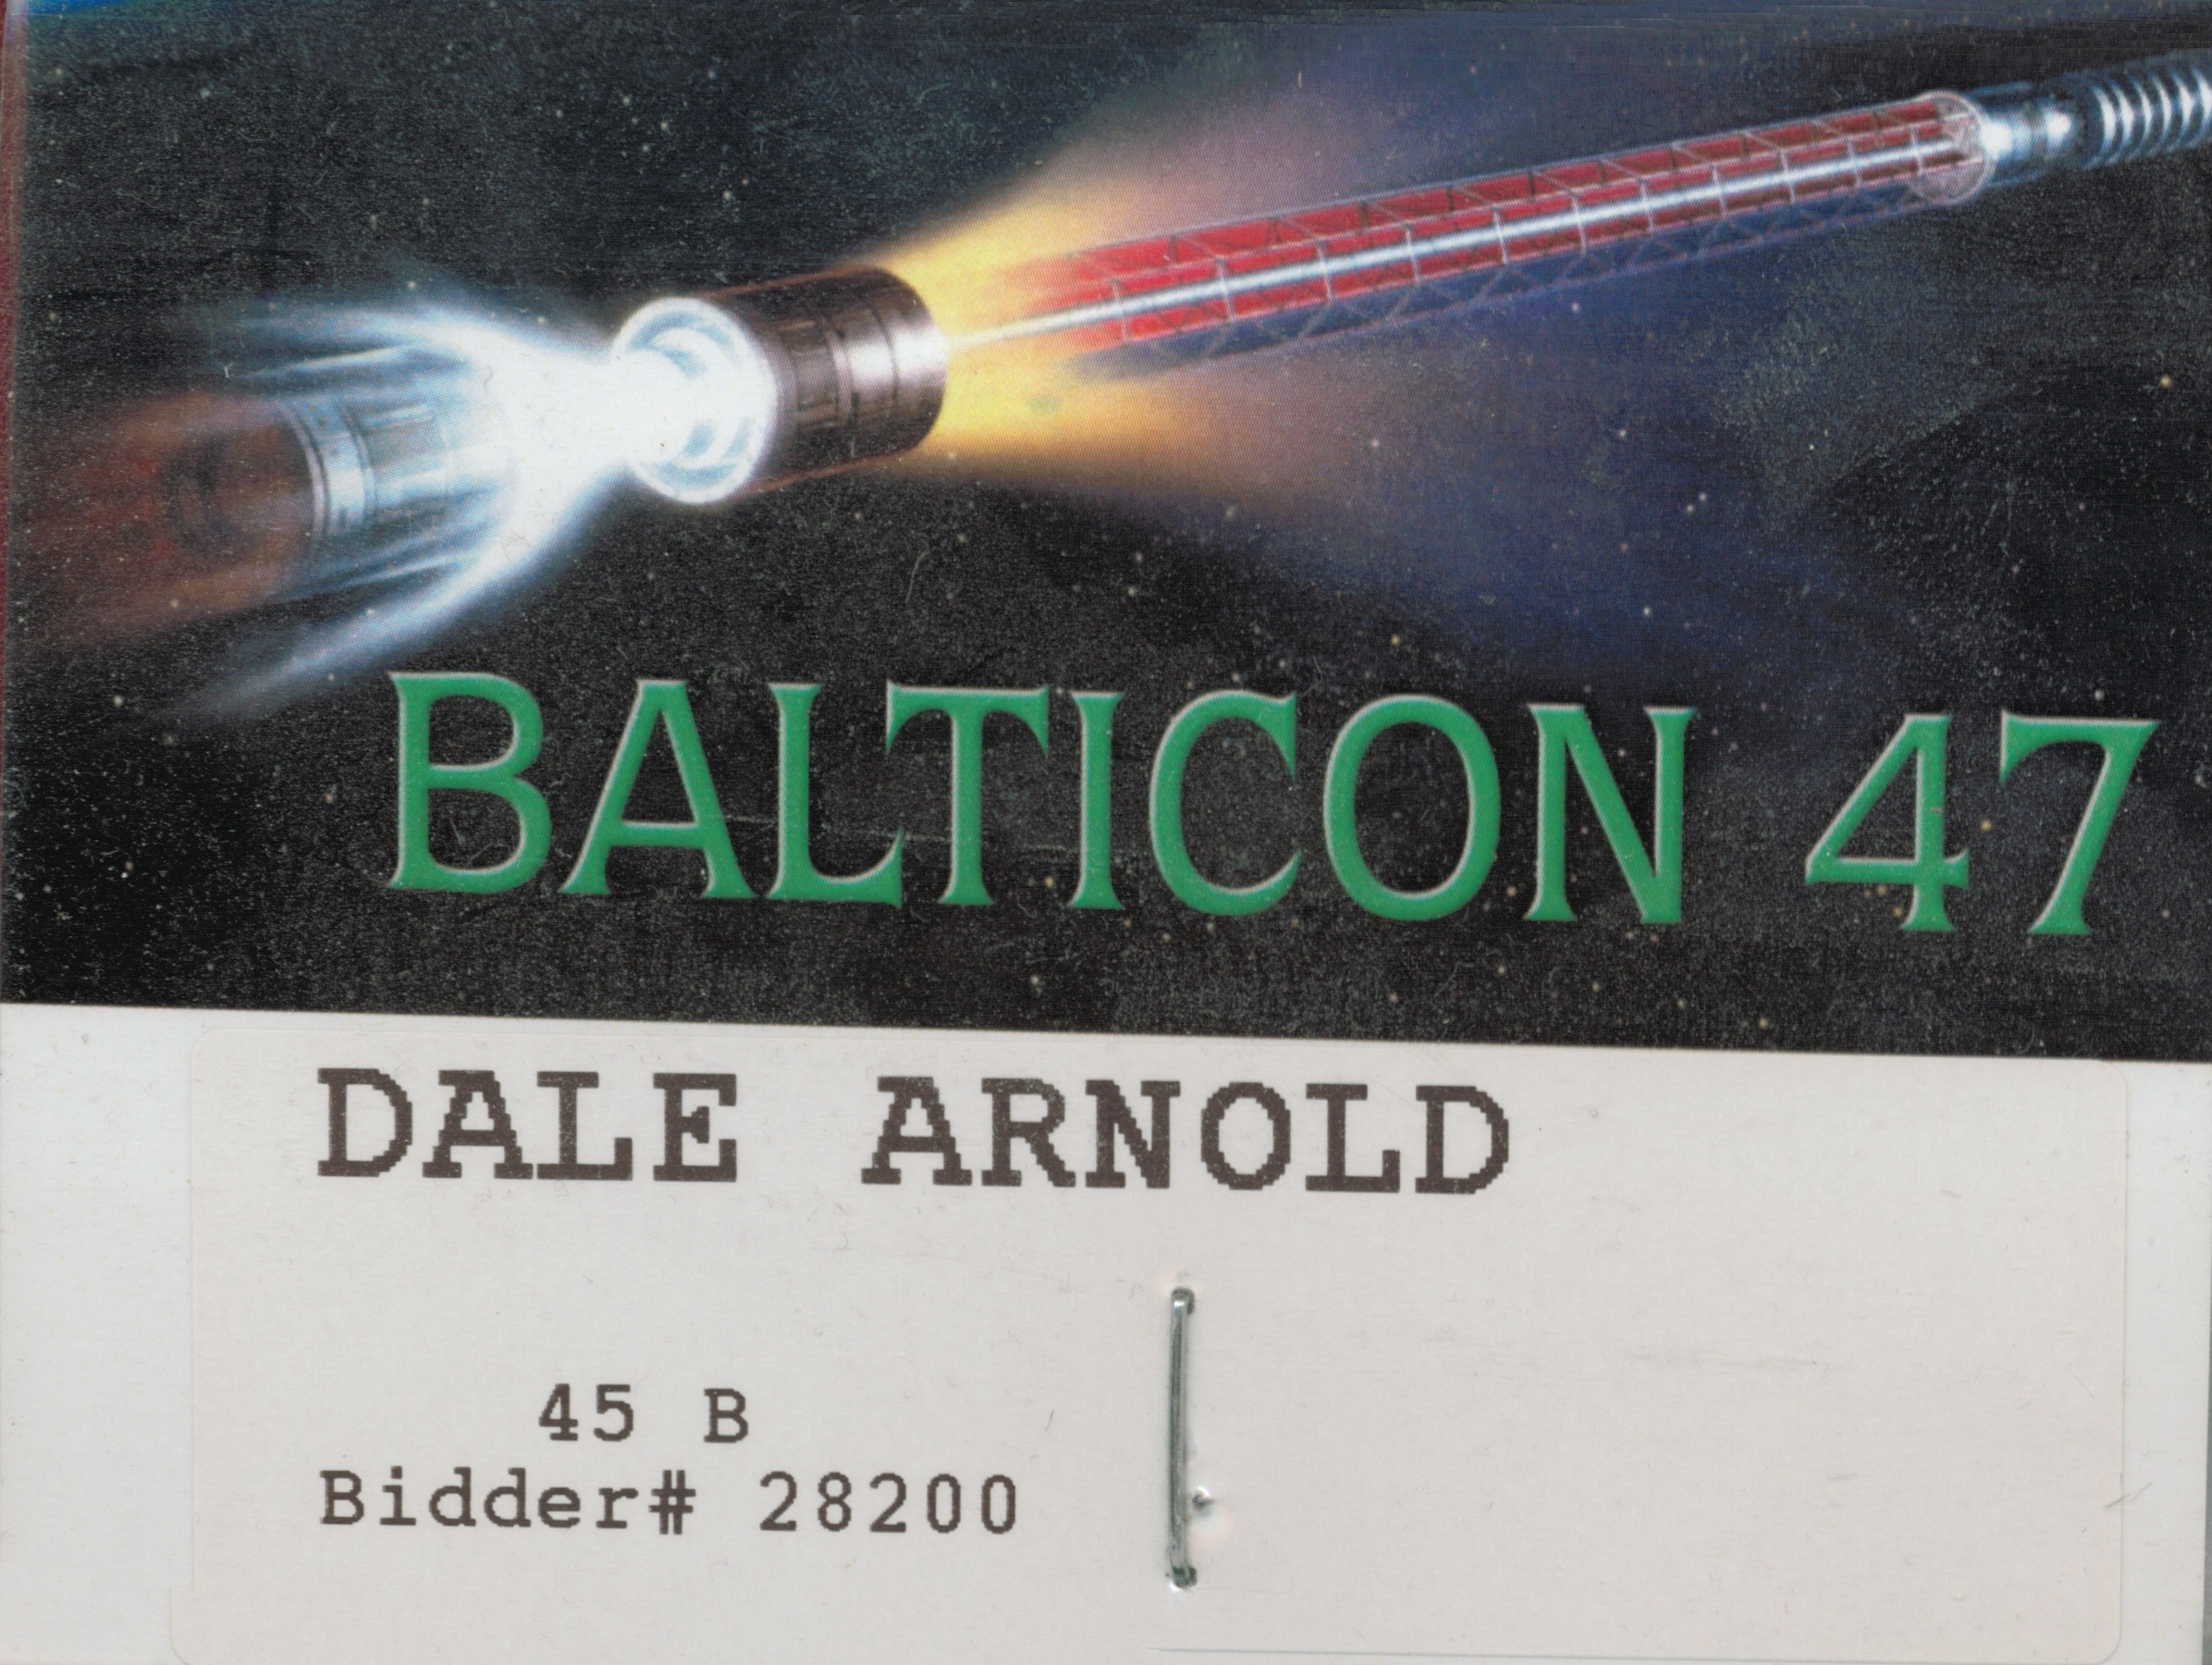 BALTICON 47
DALE ARNOLD
45 B
Bidder# 28200